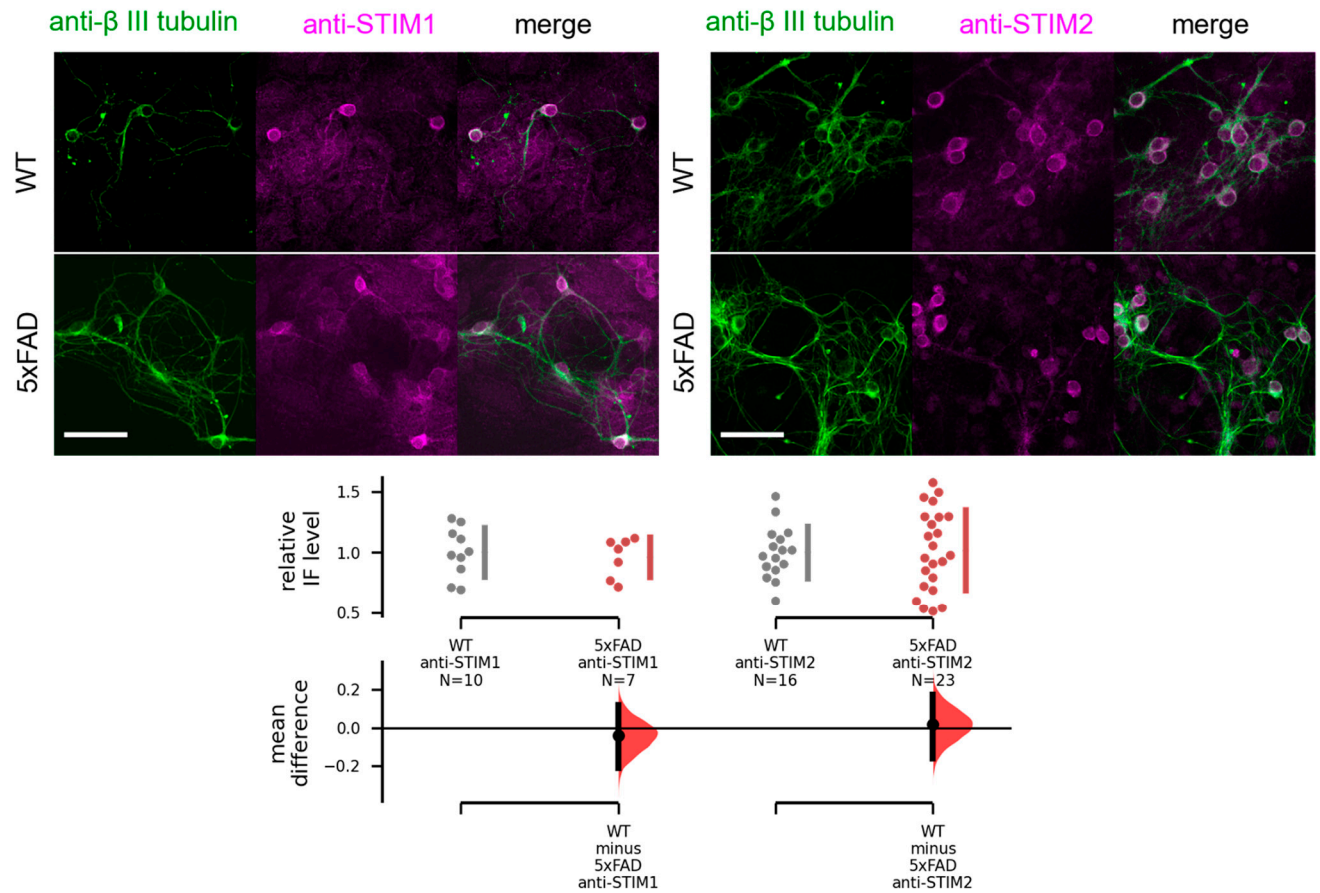 anti-β III tubulin anti-STIM1 merge anti-β III tubulin anti-STIM2 merge
WT
WT
5xFAD
5xFAD
relative
IF level
1.5
1.0
0.5
WT
anti-STIM1
N=10
5xFAD
anti-STIM1
N=7
WT
anti-STIM2
N=16
5xFAD
anti-STIM2
N=23
mean
difference
0.2
0.0
−0.2
WT
minus
5xFAD
anti-STIM1
WT
minus
5xFAD
anti-STIM2